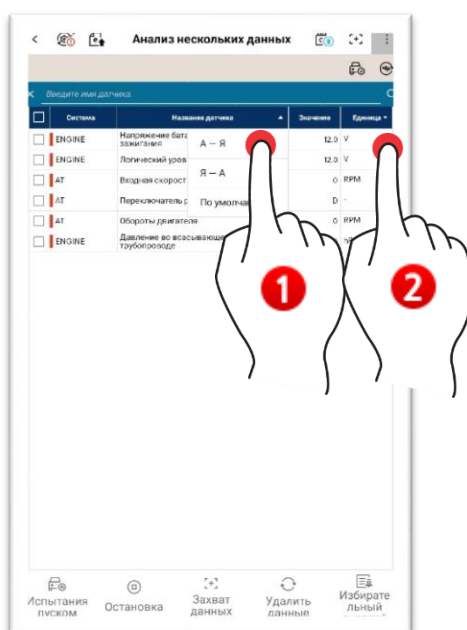 Анализ нескольких данных
Введите имя датчика.
Система Название датчика Значение Единица
ENGINE Напряжение бата 12.0 V
зажигания
ENGINE Логический уров 12.0 V
AT Входная скорост 0 RPM
AT Переключатель р D -
AT Обороты двигателя 0 RPM
ENGINE Давление во всасывающе
трубопроводе
А – Я
Я – А
По умолча
1
2
Испытания
пуском
Остановка
Захват
данных
Удалить
данные
Избирате
льный